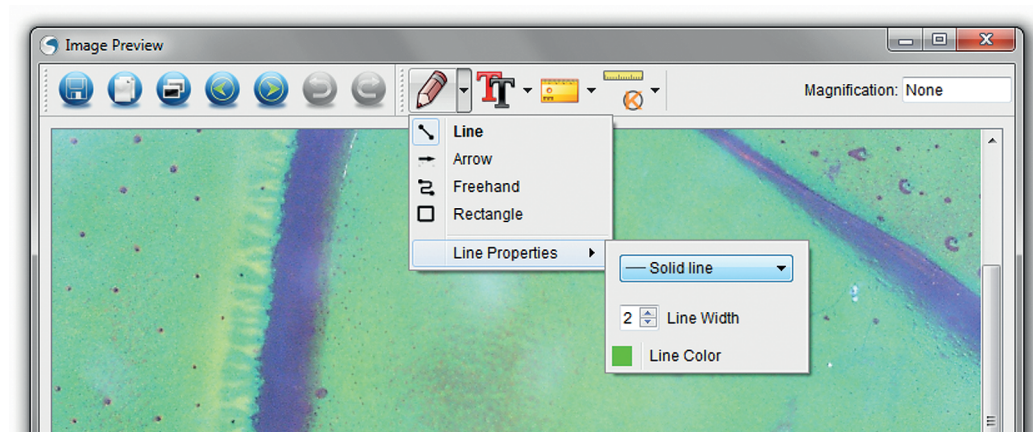 Image Preview
Magnification: None
Line
Arrow
Freehand
Rectangle
Line Properties
Solid line
2 Line Width
Line Color